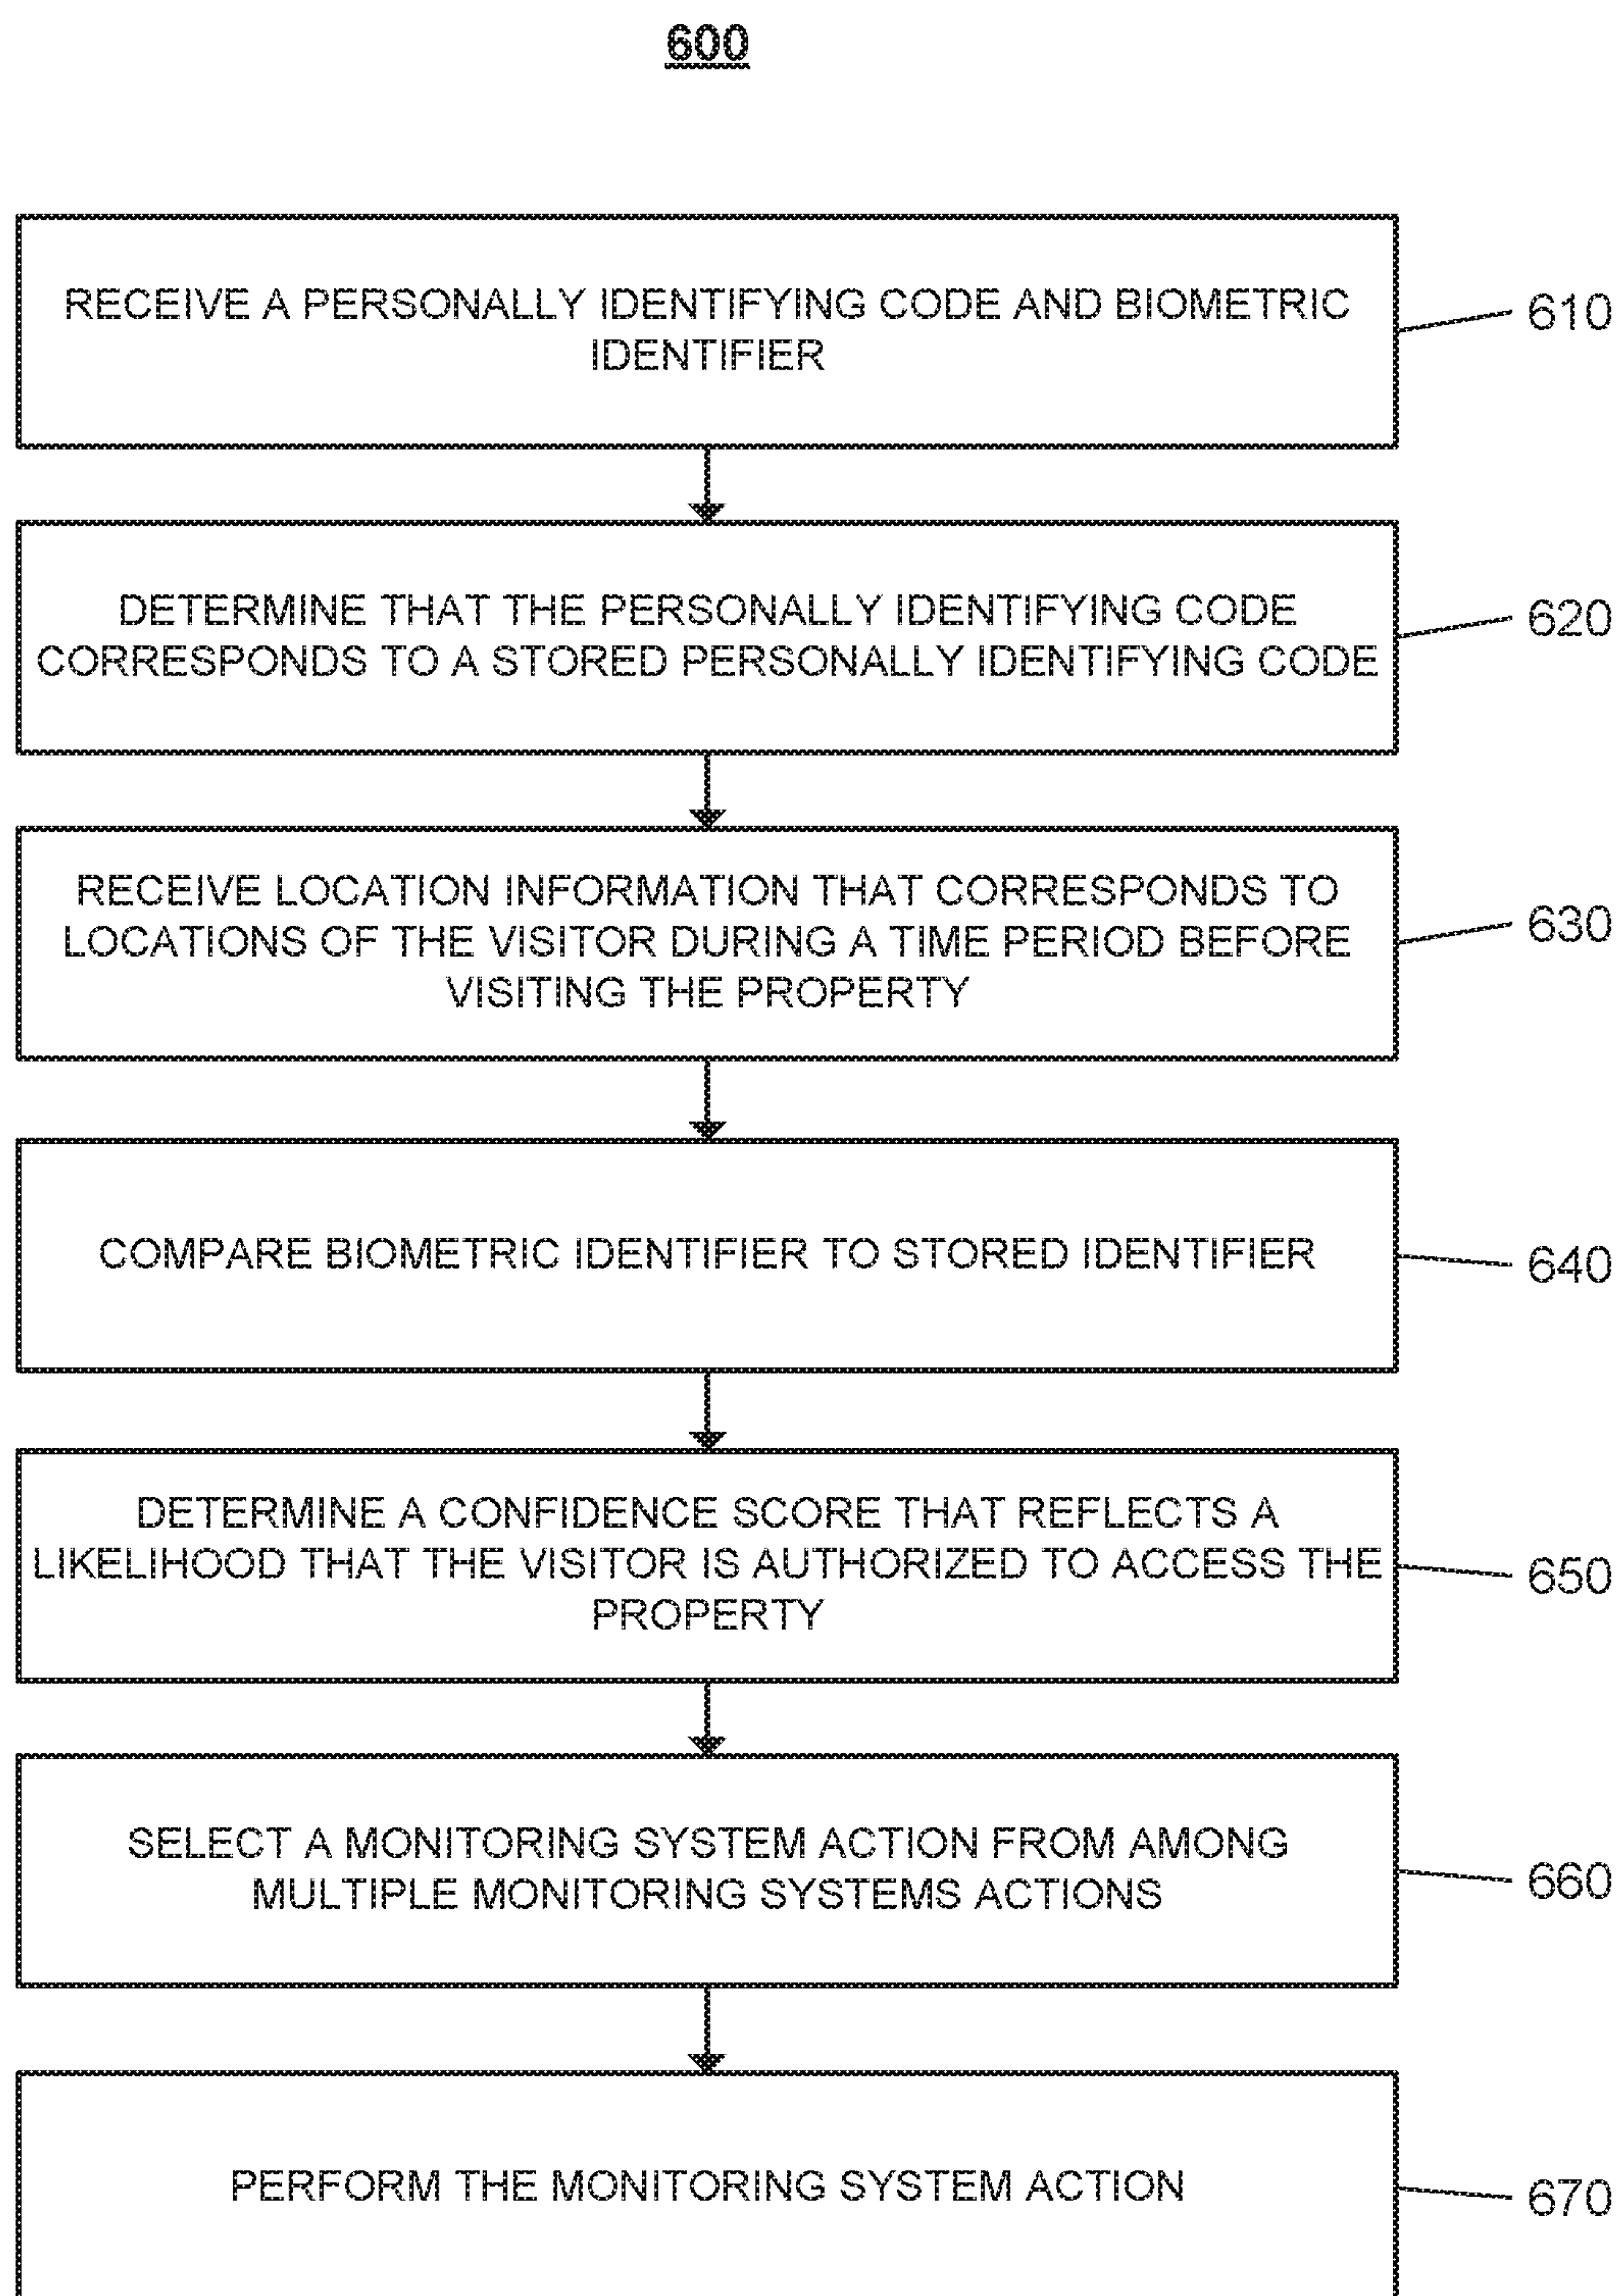 600
RECEIVE A PERSONALLY IDENTIFYING CODE AND BIOMETRIC
IDENTIFIER
610
DETERMINE THAT THE PERSONALLY IDENTIFYING CODE
CORRESPONDS TO A STORED PERSONALLY IDENTIFYING CODE
620
RECEIVE LOCATION INFORMATION THAT CORRESPONDS TO
LOCATIONS OF THE VISITOR DURING A TIME PERIOD BEFORE
VISITING THE PROPERTY
630
COMPARE BIOMETRIC IDENTIFIER TO STORED IDENTIFIER
640
DETERMINE A CONFIDENCE SCORE THAT REFLECTS A
LIKELIHOOD THAT THE VISITOR IS AUTHORIZED TO ACCESS THE
PROPERTY
650
SELECT A MONITORING SYSTEM ACTION FROM AMONG
MULTIPLE MONITORING SYSTEMS ACTIONS
660
PERFORM THE MONITORING SYSTEM ACTION
670